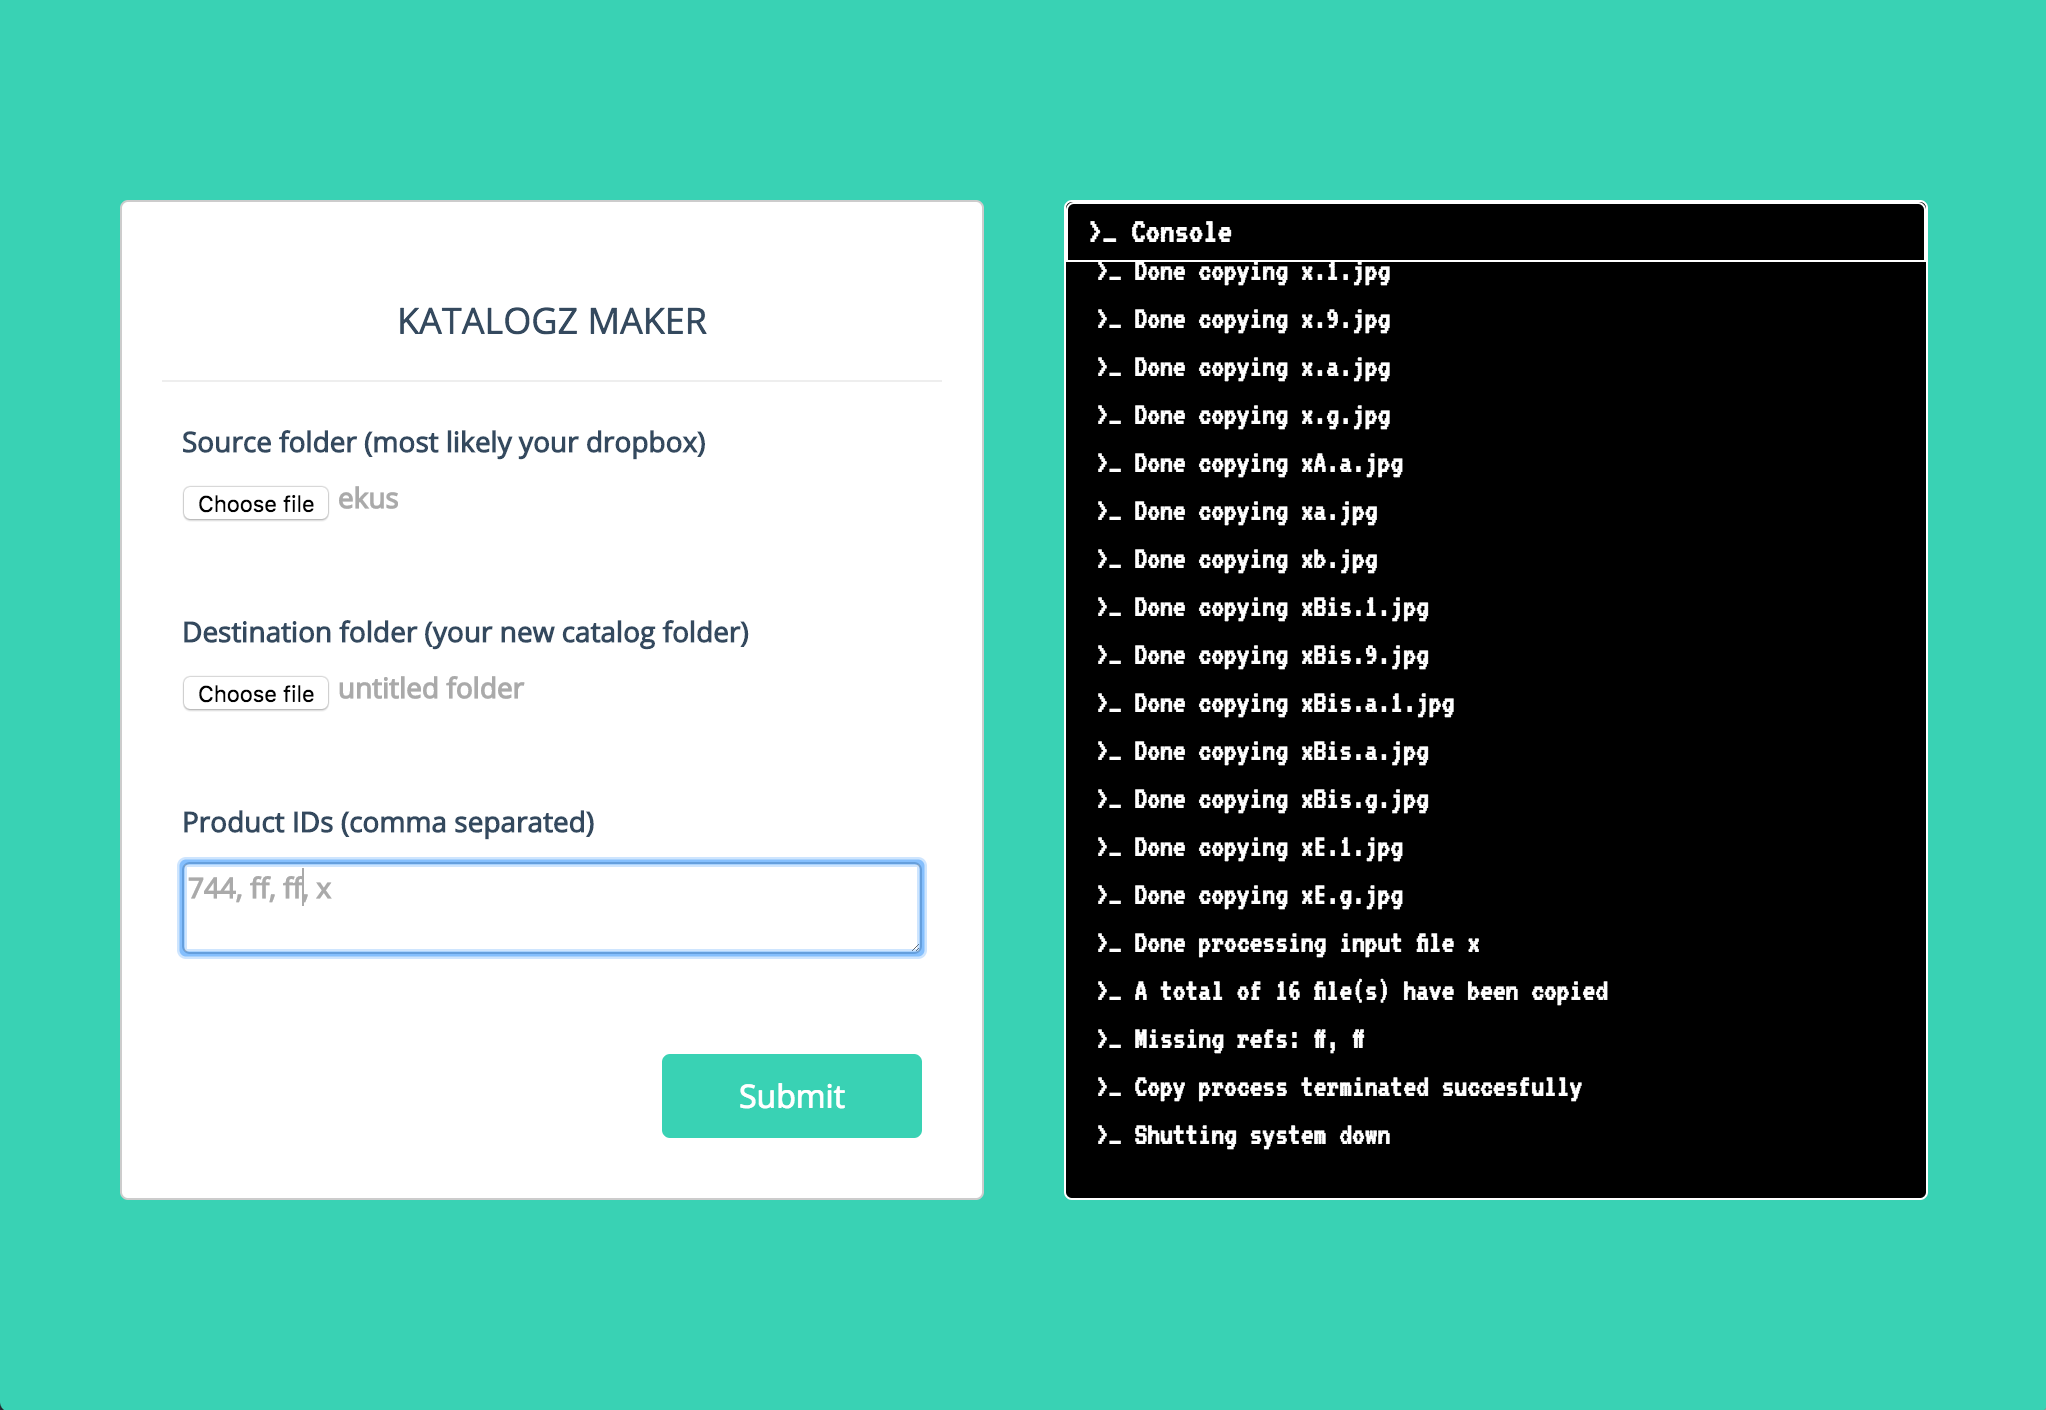 KATALOGZ MAKER
Source folder (most likely your dropbox)
Choose file ekus
Destination folder (your new catalog folder)
Choose file untitled folder
Product IDs (comma separated)
744, ff, ff, x
Submit
>_ Console
>_ Done copying x.1.jpg
>_ Done copying x.9.jpg
>_ Done copying x.a.jpg
>_ Done copying x.g.jpg
>_ Done copying xA.a.jpg
>_ Done copying xa.jpg
>_ Done copying xb.jpg
>_ Done copying xBis.1.jpg
>_ Done copying xBis.9.jpg
>_ Done copying xBis.a.1.jpg
>_ Done copying xBis.a.jpg
>_ Done copying xBis.g.jpg
>_ Done copying xE.1.jpg
>_ Done copying xE.g.jpg
>_ Done processing input file x
>_ A total of 16 file(s) have been copied
>_ Missing refs: ff, ff
>_ Copy process terminated succesfully
>_ Shutting system down